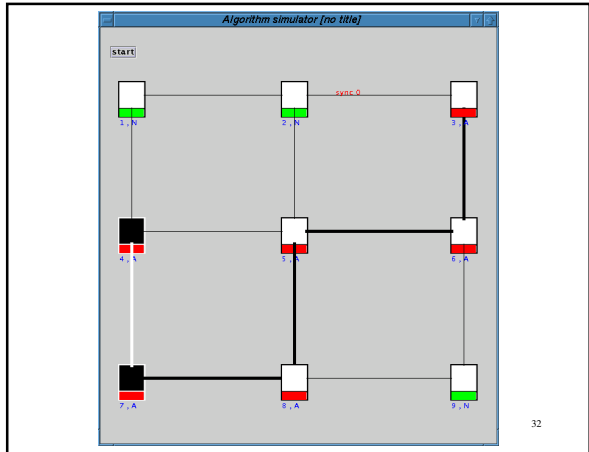 Algorithm simulator [no title]
start
sync 0
1 , N
2 , N
3 , A
4 , A
5 , A
6 , A
7 , A
8 , A
9 , N
32